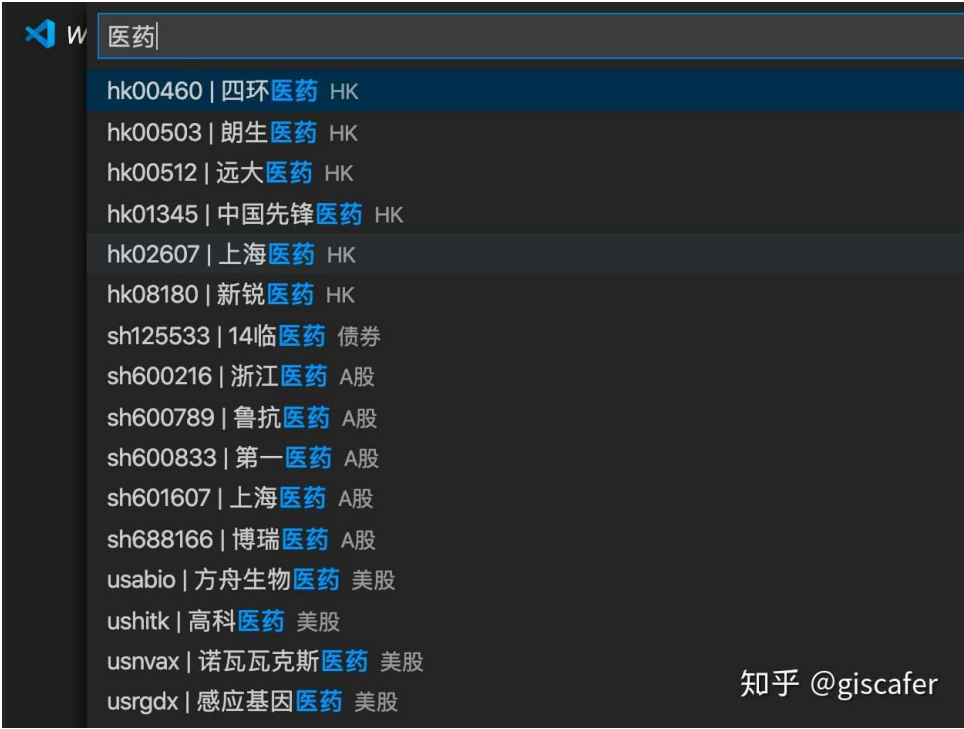 W
医药
hk00460 | 四环医药 HK
hk00503 | 朗生医药 HK
hk00512 | 远大医药 HK
hk01345 | 中国先锋医药 HK
hk02607 | 上海医药 HK
hk08180 | 新锐医药 HK
sh125533 | 14临医药 债券
sh600216 | 浙江医药 A股
sh600789 | 鲁抗医药 A股
sh600833 | 第一医药 A股
sh601607 | 上海医药 A股
sh688166 | 博瑞医药 A股
usabio | 方舟生物医药 美股
ushitk | 高科医药 美股
usnvax | 诺瓦瓦克斯医药 美股
usrgdx | 感应基因医药 美股
知乎 @giscafer